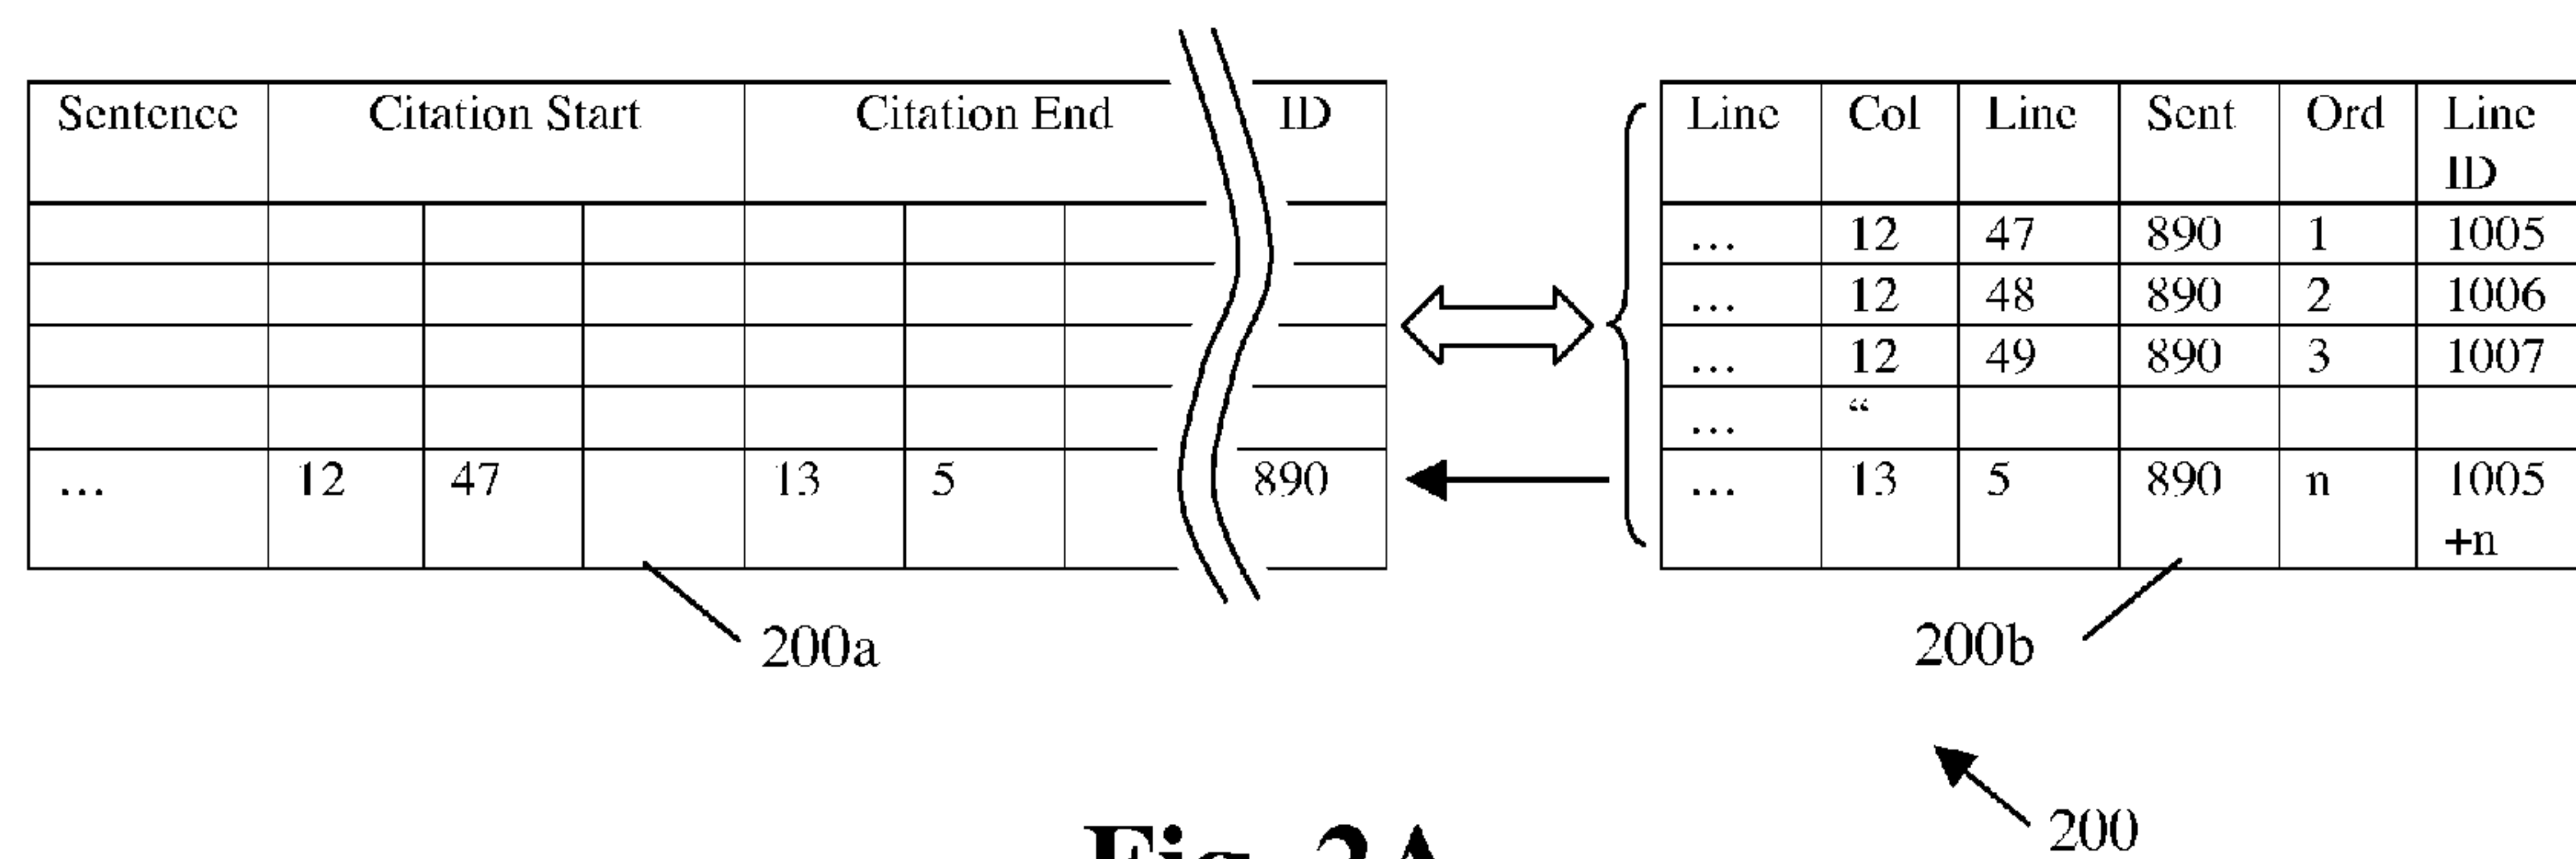 Sentence Citation Start Citation End ID
... 12 47 13 5 890
200a
Line Col Line Sent Ord Line ID
... 12 47 890 1 1005
... 12 48 890 2 1006
... 12 49 890 3 1007
... “
... 13 5 890 n 1005 +n
200b
200
Fig. 2A